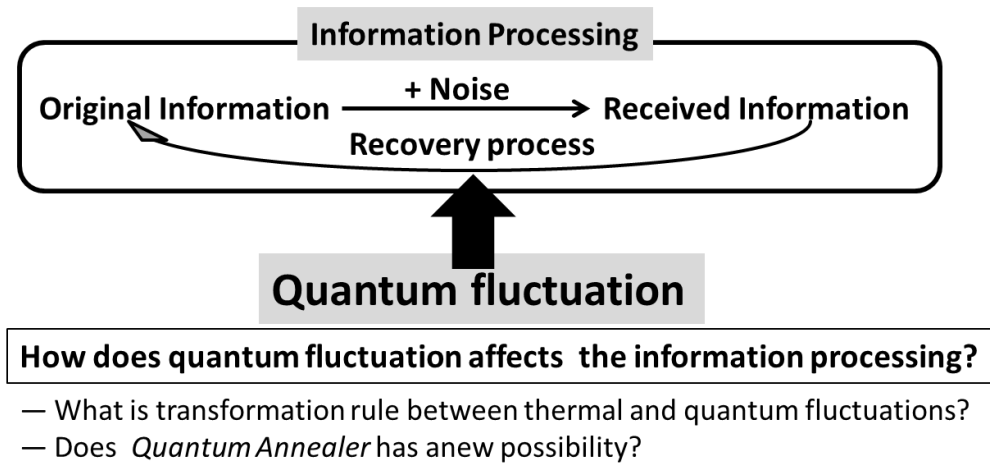 Information Processing
+ Noise
Original Information
Received Information
Recovery process
Quantum fluctuation
How does quantum fluctuation affects the information processing?
— What is transformation rule between thermal and quantum fluctuations?
— Does Quantum Annealer has anew possibility?